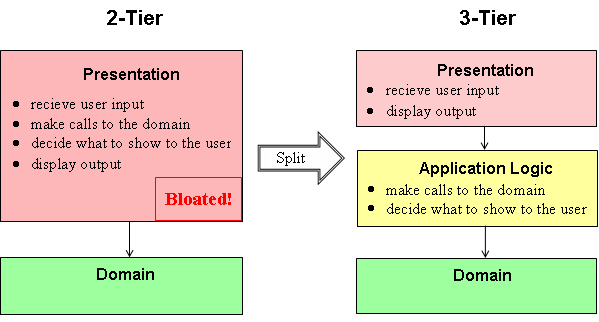 2-Tier
Presentation
• recieve user input
• make calls to the domain
• decide what to show to the user
• display output
Bloated!
Domain
Split
3-Tier
Presentation
• recieve user input
• display output
Application Logic
• make calls to the domain
• decide what to show to the user
Domain